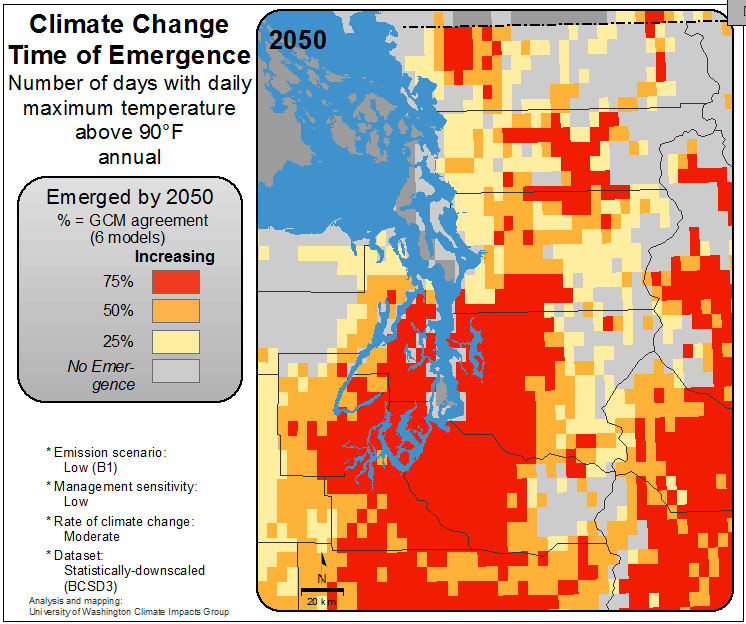 Climate Change
Time of Emergence
Number of days with daily
maximum temperature
above 90°F
annual
Emerged by 2050
% = GCM agreement
(6 models)
Increasing
75%
50%
25%
No Emer-
gence
* Emission scenario:
Low (B1)
* Management sensitivity:
Low
* Rate of climate change:
Moderate
* Dataset:
Statistically-downscaled
(BCSD3)
Analysis and mapping:
University of Washington Climate Impacts Group
2050
N
20 km